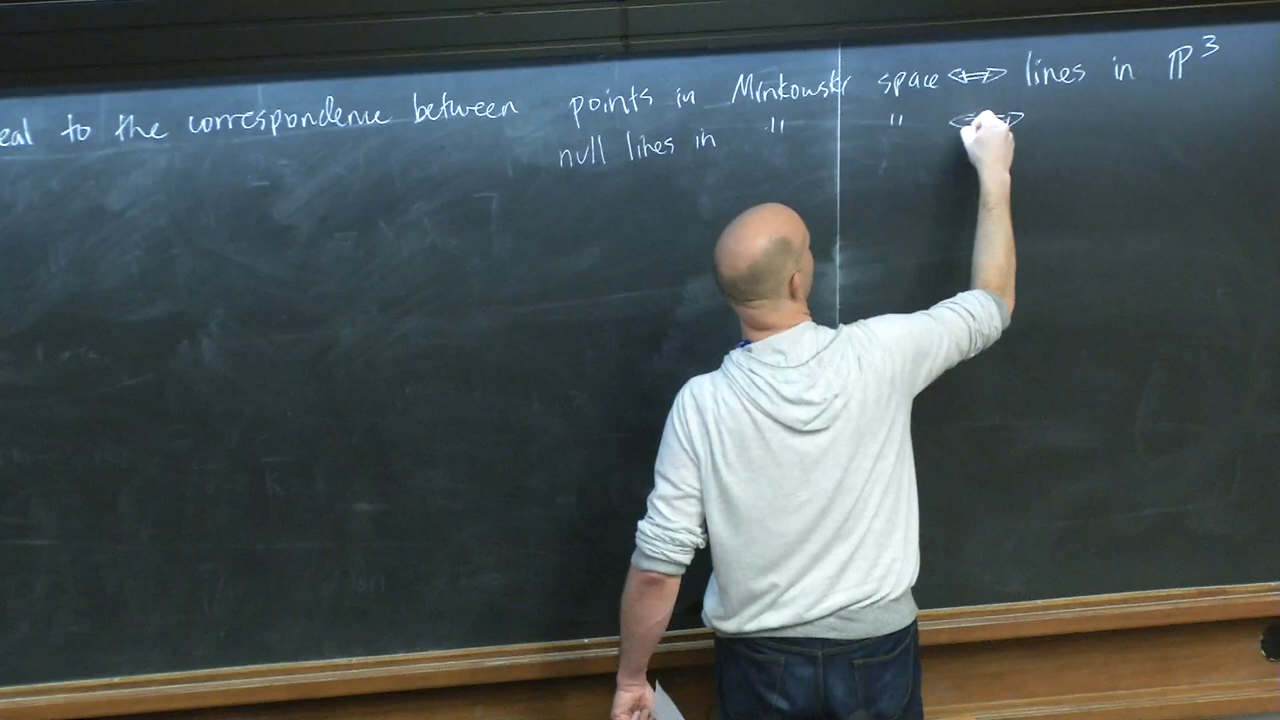 eal to the correspondence between points in Minkowski space ⟺ lines in ℙ³
null lines in " " ⟺